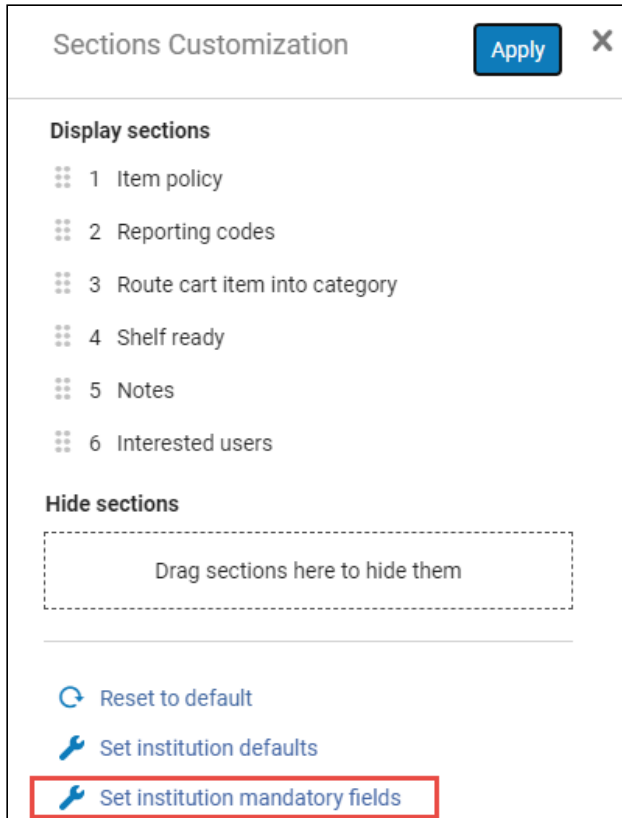 Sections Customization
Apply
Display sections
1 Item policy
2 Reporting codes
3 Route cart item into category
4 Shelf ready
5 Notes
6 Interested users
Hide sections
Drag sections here to hide them
Reset to default
Set institution defaults
Set institution mandatory fields